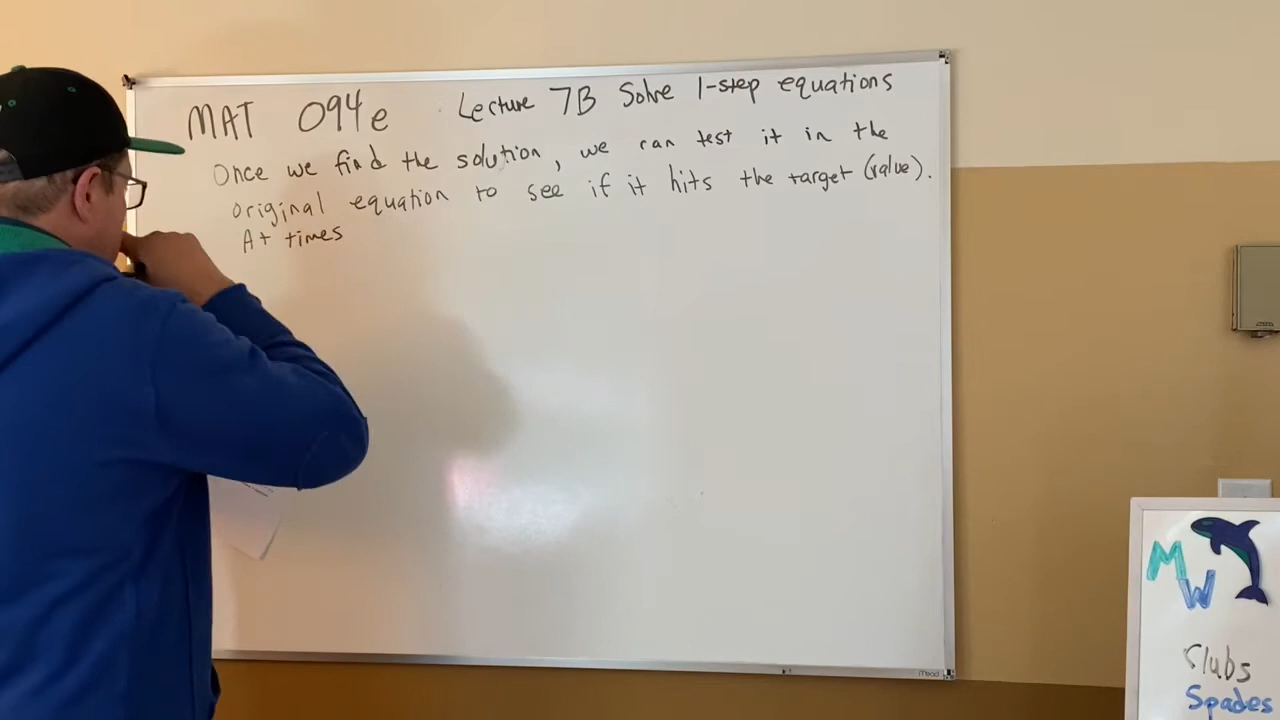 MAT 094e Lecture 7B Solve 1-step equations
Once we find the solution, we can test it in the
original equation to see if it hits the target (value).
At times
Mead
M
W
Clubs
Spades